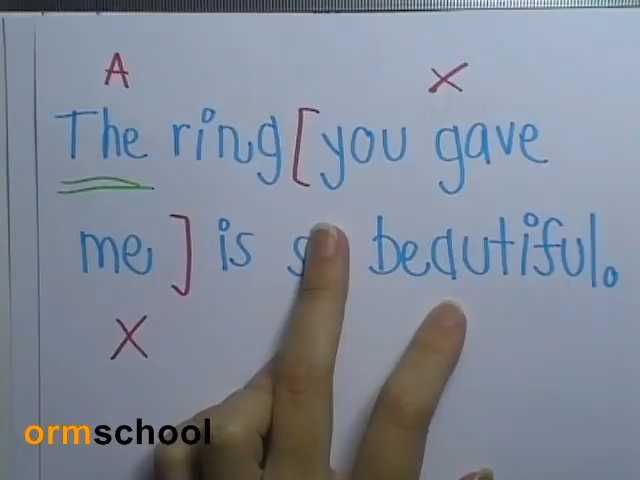 A X
The ring [you gave
me ] is beautiful.
X
ormschool